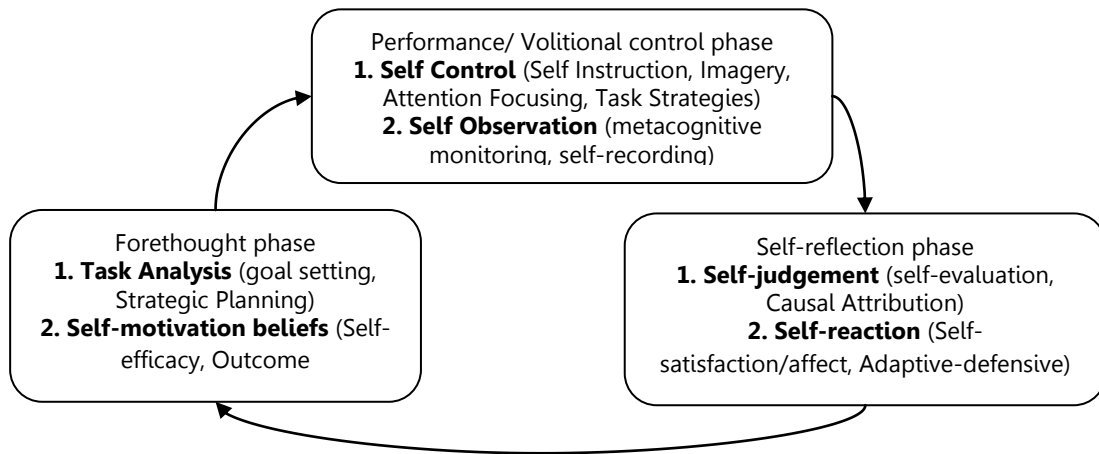 Performance/ Volitional control phase
1. Self Control (Self Instruction, Imagery,
Attention Focusing, Task Strategies)
2. Self Observation (metacognitive
monitoring, self-recording)
Forethought phase
1. Task Analysis (goal setting,
Strategic Planning)
2. Self-motivation beliefs (Self-
efficacy, Outcome
Self-reflection phase
1. Self-judgement (self-evaluation,
Causal Attribution)
2. Self-reaction (Self-
satisfaction/affect, Adaptive-defensive)